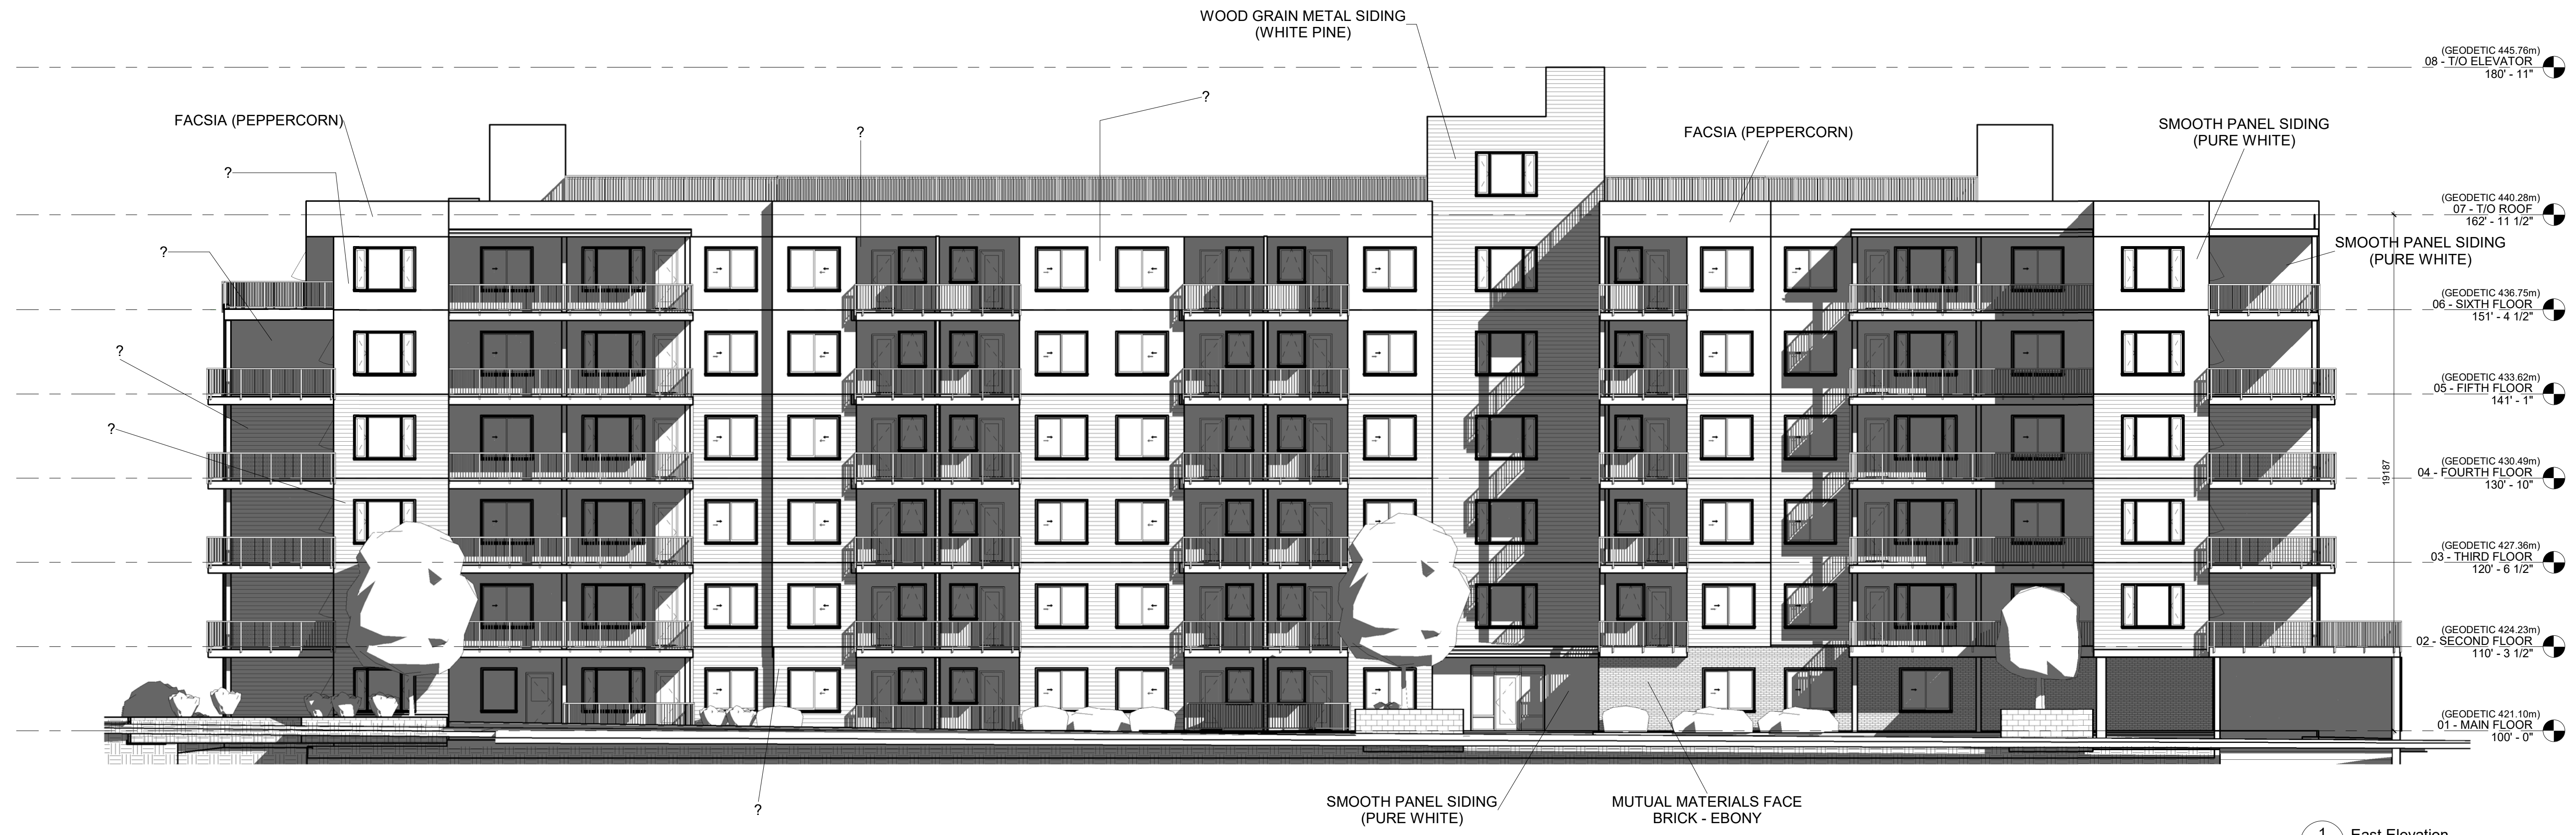 WOOD GRAIN METAL SIDING
(WHITE PINE)
(GEODETIC 445.76m)
08 - T/O ELEVATOR
180' - 11"
?
FACSIA (PEPPERCORN)
?
FACSIA (PEPPERCORN)
SMOOTH PANEL SIDING
(PURE WHITE)
?
(GEODETIC 440.28m)
07 - T/O ROOF
162' - 11 1/2"
?
SMOOTH PANEL SIDING
(PURE WHITE)
(GEODETIC 436.75m)
06 - SIXTH FLOOR
151' - 4 1/2"
?
(GEODETIC 433.62m)
05 - FIFTH FLOOR
141' - 1"
?
(GEODETIC 430.49m)
04 - FOURTH FLOOR
130' - 10"
19187
(GEODETIC 427.36m)
03 - THIRD FLOOR
120' - 6 1/2"
(GEODETIC 424.23m)
02 - SECOND FLOOR
110' - 3 1/2"
(GEODETIC 421.10m)
01 - MAIN FLOOR
100' - 0"
?
SMOOTH PANEL SIDING
(PURE WHITE)
MUTUAL MATERIALS FACE
BRICK - EBONY
1
East Elevation